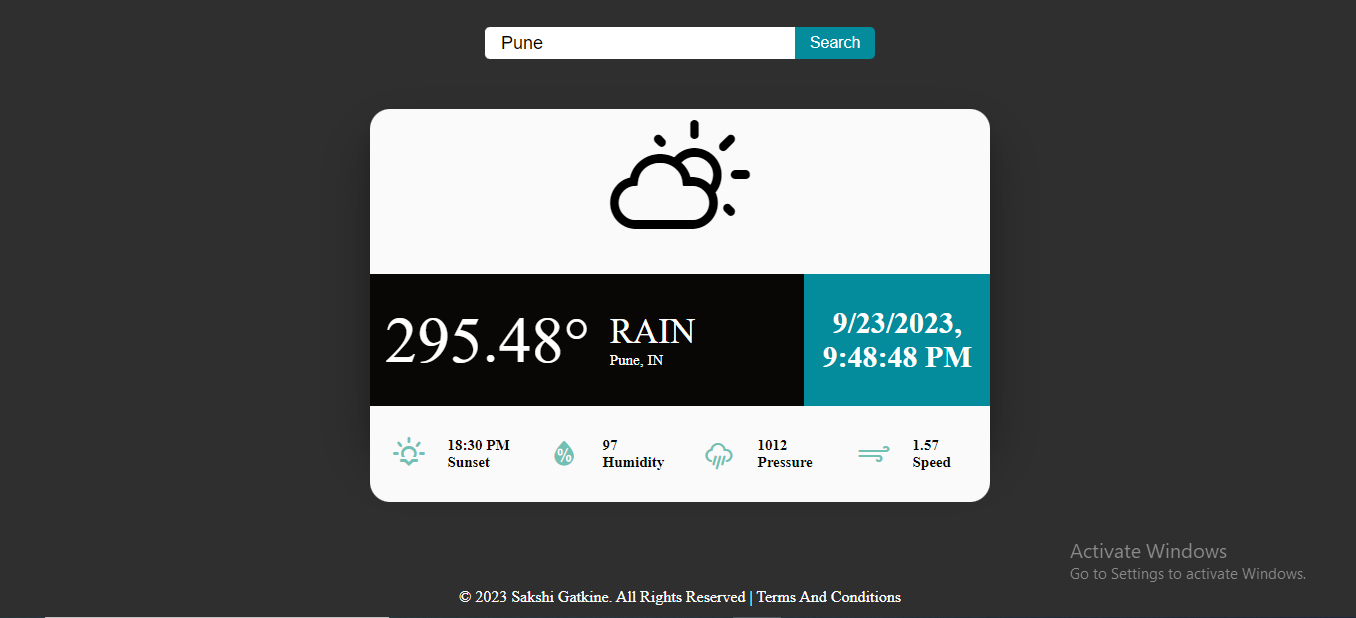 Pune
Search
295.48°
RAIN
Pune, IN
9/23/2023,
9:48:48 PM
18:30 PM
Sunset
%
97
Humidity
1012
Pressure
1.57
Speed
Activate Windows
Go to Settings to activate Windows.
© 2023 Sakshi Gatkine. All Rights Reserved | Terms And Conditions